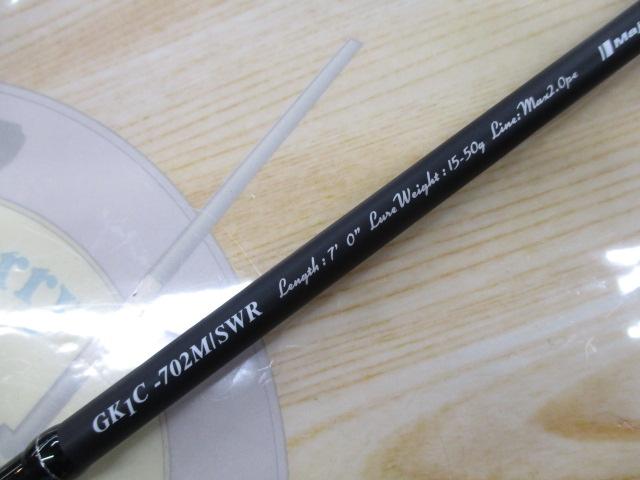 GK1C -702M/SWR Length : 7' 0" Lure Weight : 15-50g Line: Max2.0pe